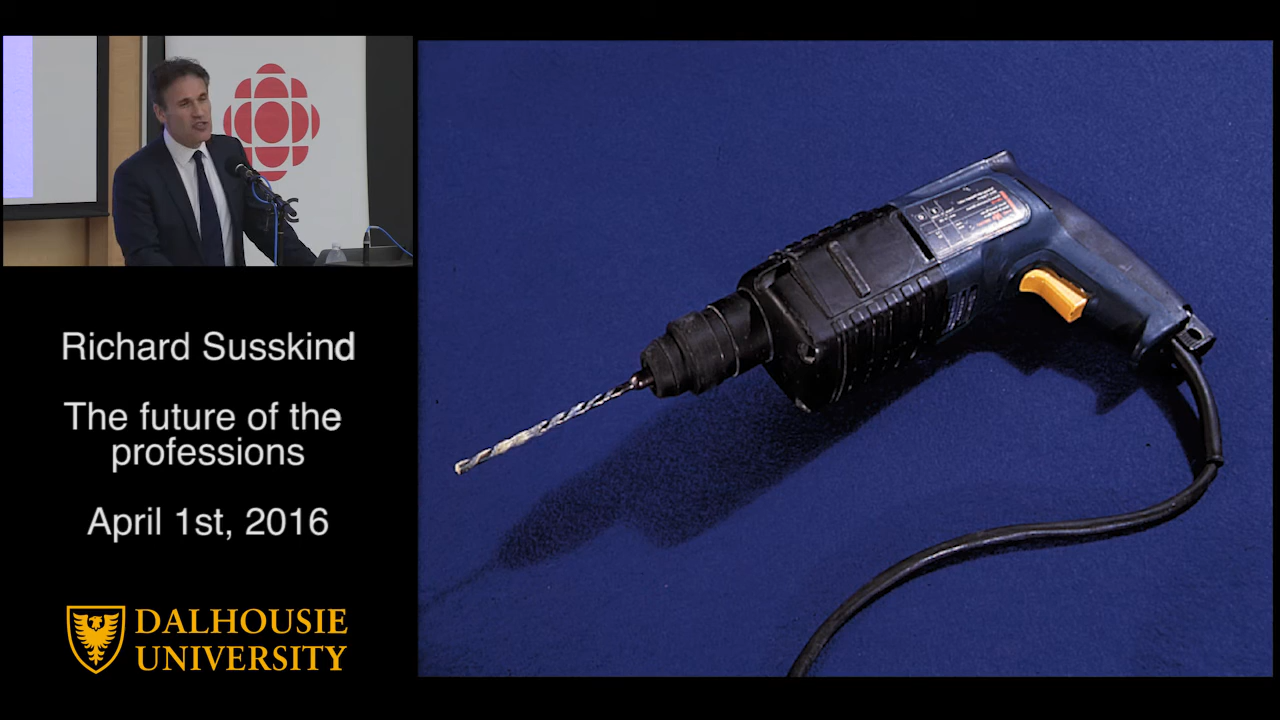 Richard Susskind
The future of the
professions
April 1st, 2016
DALHOUSIE
UNIVERSITY